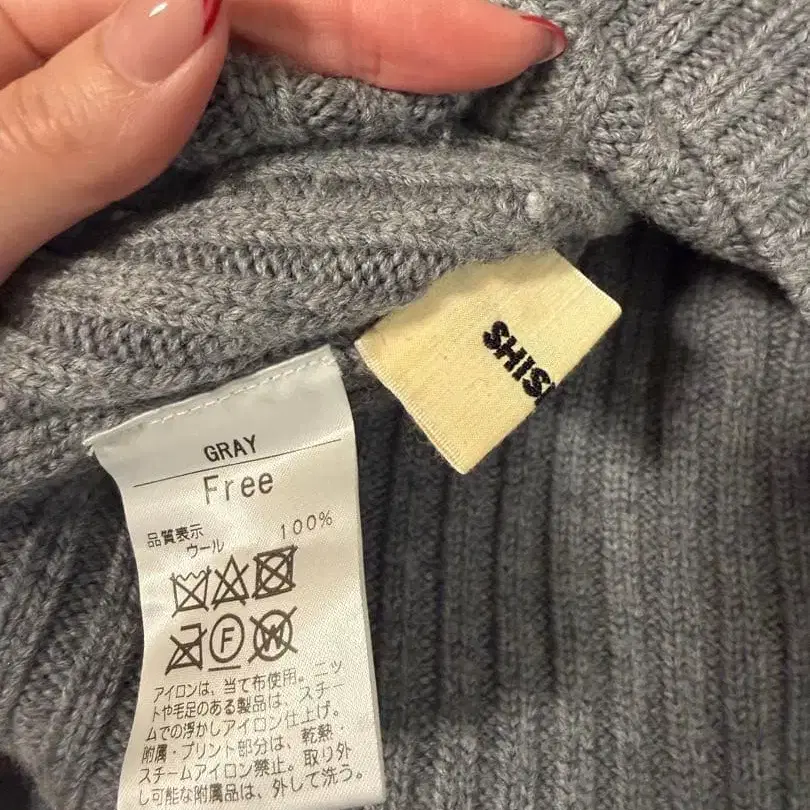 SHIS
GRAY
Free
品質表示
ウール 100%
F
W
アイロンは、当て布使用。ニッ
トや毛足のある製品は、スチー
ムでの浮かしアイロン仕上げ。
附属・プリント部分は、乾熱・
スチームアイロン禁止。取り外
し可能な附属品は、外して洗う。